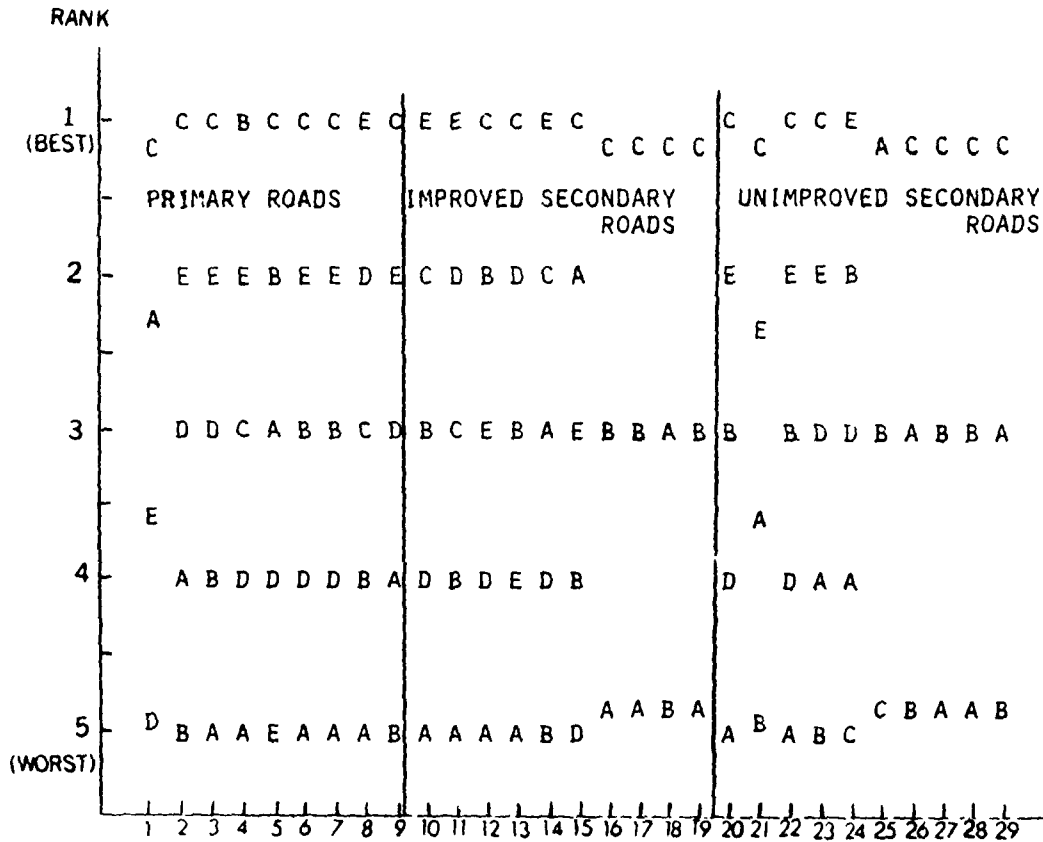 RANK
1 C C B C C C E C E E C C E C C C C E
(BEST) C C C C C C A C C C C
PRIMARY ROADS IMPROVED SECONDARY UNIMPROVED SECONDARY
ROADS ROADS
2 E E E B E E D E C D B D C A E E E B
A E
3 D D C A B B C D B C E B A E B B A B B B D D B A B B A
E A
4 A B D D D D B A D B D E D B D D A A
A A B A C B A A B
D B
5 B A A E A A A B A A A A B D A A B C
(WORST)
1 2 3 4 5 6 7 8 9 10 11 12 13 14 15 16 17 18 19 20 21 22 23 24 25 26 27 28 29